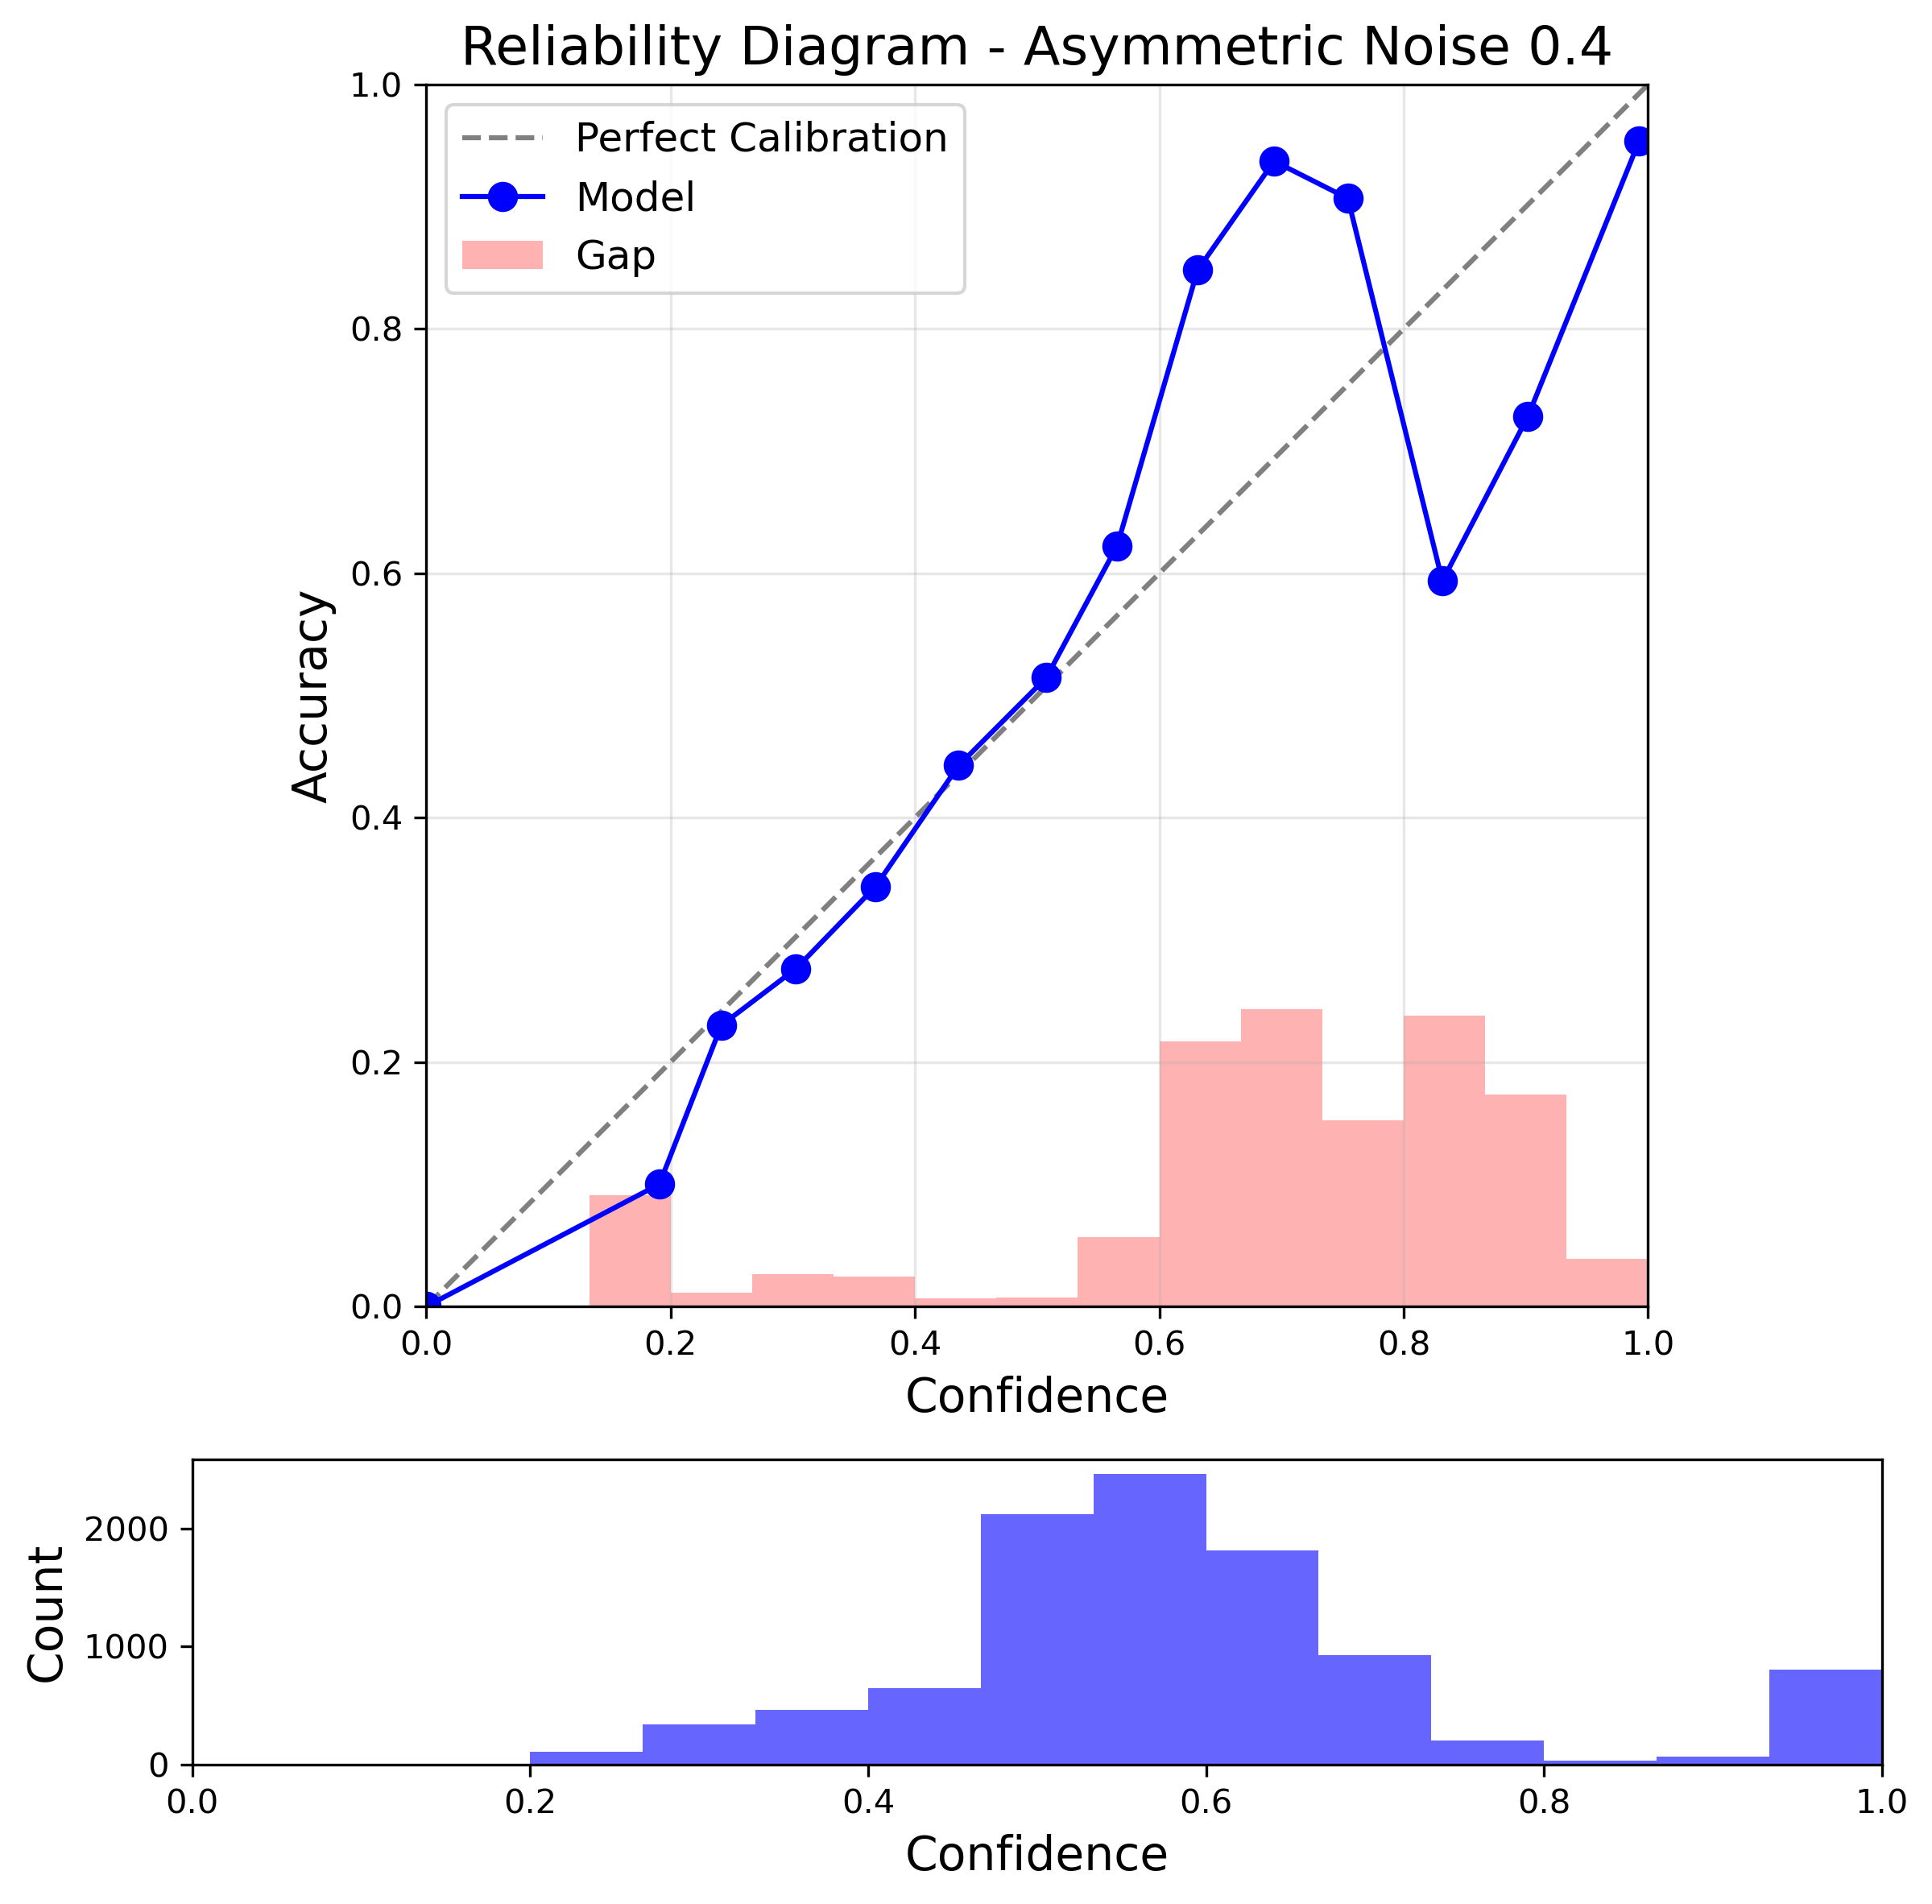 Reliability Diagram - Asymmetric Noise 0.4
1.0
Perfect Calibration
Model
Gap
0.8
0.6
Accuracy
0.4
0.2
0.0
0.0 0.2 0.4 0.6 0.8 1.0
Confidence
2000
Count
1000
0
0.0 0.2 0.4 0.6 0.8 1.0
Confidence